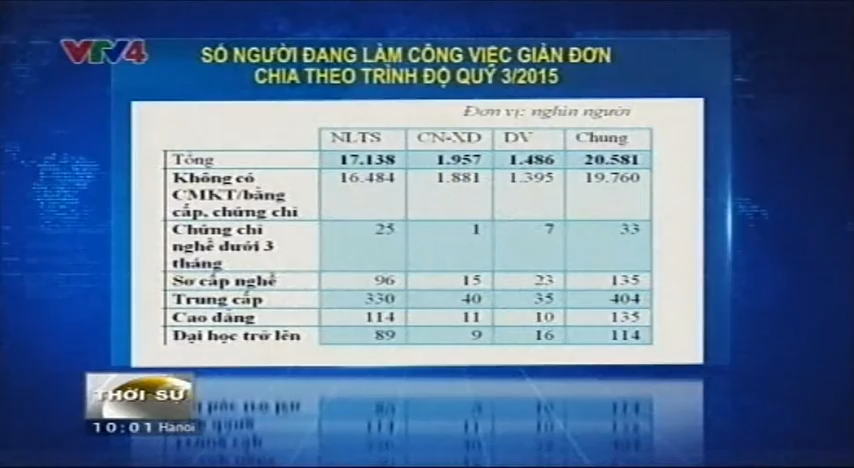 VTV4
SỐ NGƯỜI ĐANG LÀM CÔNG VIỆC GIẢN ĐƠN
CHIA THEO TRÌNH ĐỘ QUÝ 3/2015
Đơn vị: nghìn người
NLTS CN-XD DV Chung
Tổng 17.138 1.957 1.486 20.581
Không có 16.484 1.881 1.395 19.760
CMKT/bằng
cấp, chứng chỉ
Chứng chỉ 25 1 7 33
nghề dưới 3
tháng
Sơ cấp nghề 96 15 23 135
Trung cấp 330 40 35 404
Cao đẳng 114 11 10 135
Đại học trở lên 89 9 16 114
THỜI SỰ
10:01 Hanoi